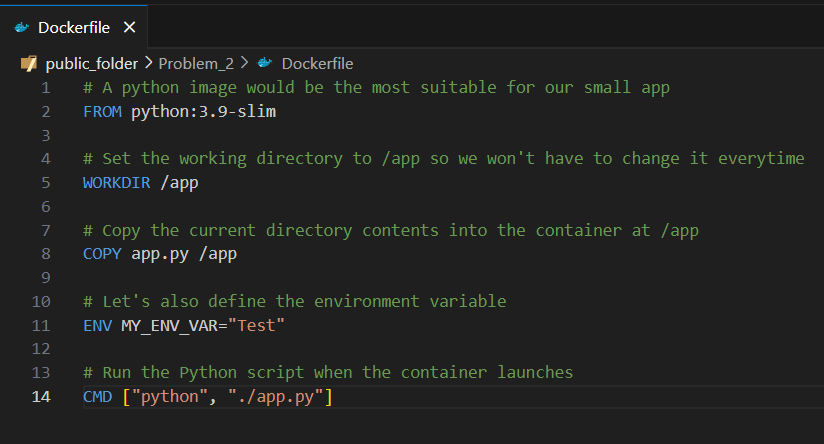 Dockerfile ×
public_folder > Problem_2 > Dockerfile
1 # A python image would be the most suitable for our small app
2 FROM python:3.9-slim
3
4 # Set the working directory to /app so we won't have to change it everytime
5 WORKDIR /app
6
7 # Copy the current directory contents into the container at /app
8 COPY app.py /app
9
10 # Let's also define the environment variable
11 ENV MY_ENV_VAR="Test"
12
13 # Run the Python script when the container launches
14 CMD ["python", "./app.py"]